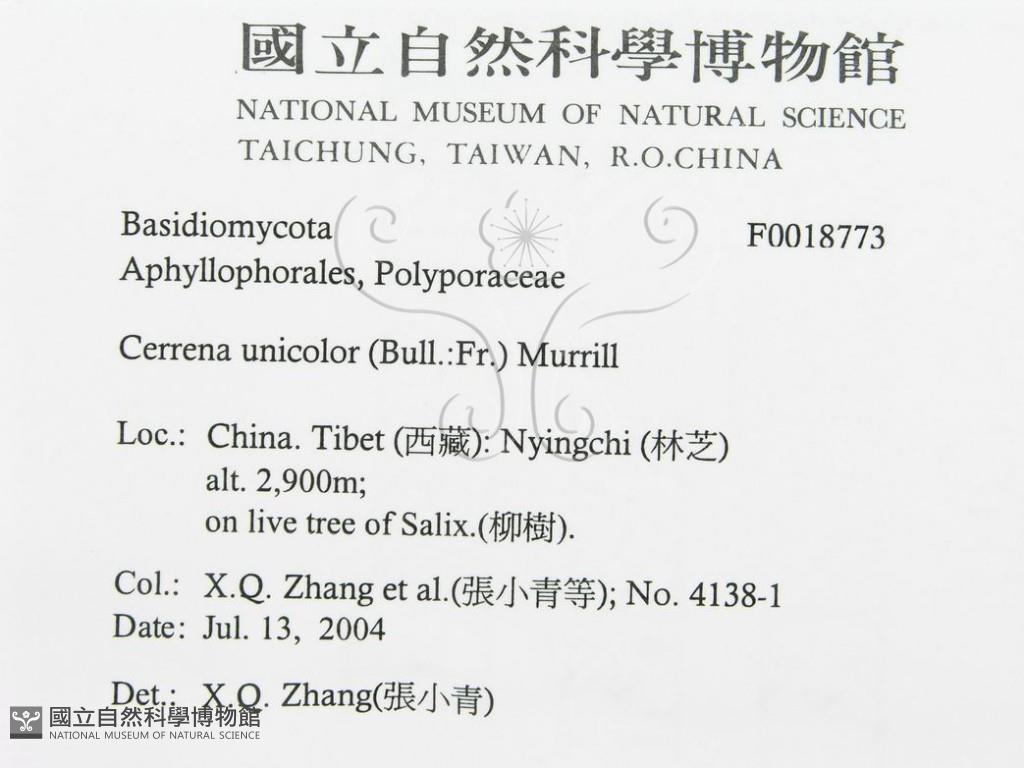 國立自然科學博物館
NATIONAL MUSEUM OF NATURAL SCIENCE
TAICHUNG, TAIWAN, R.O.CHINA
Basidiomycota F0018773
Aphyllophorales, Polyporaceae
Cerrena unicolor (Bull.:Fr.) Murrill
Loc.: China. Tibet (西藏): Nyingchi (林芝)
alt. 2,900m;
on live tree of Salix.(柳樹).
Col.: X.Q. Zhang et al.(張小青等); No. 4138-1
Date: Jul. 13, 2004
Det.: X.Q. Zhang(張小青)
國立自然科學博物館
NATIONAL MUSEUM OF NATURAL SCIENCE